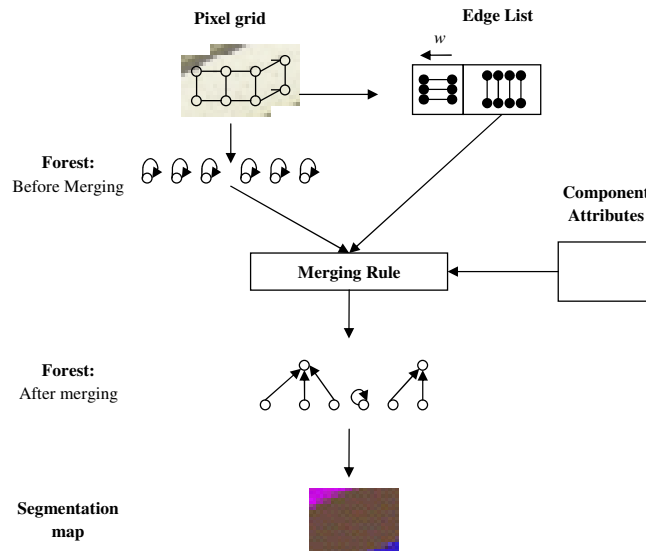 Pixel grid
Edge List
w
Forest:
Before Merging
Component
Attributes
Merging Rule
Forest:
After merging
Segmentation
map